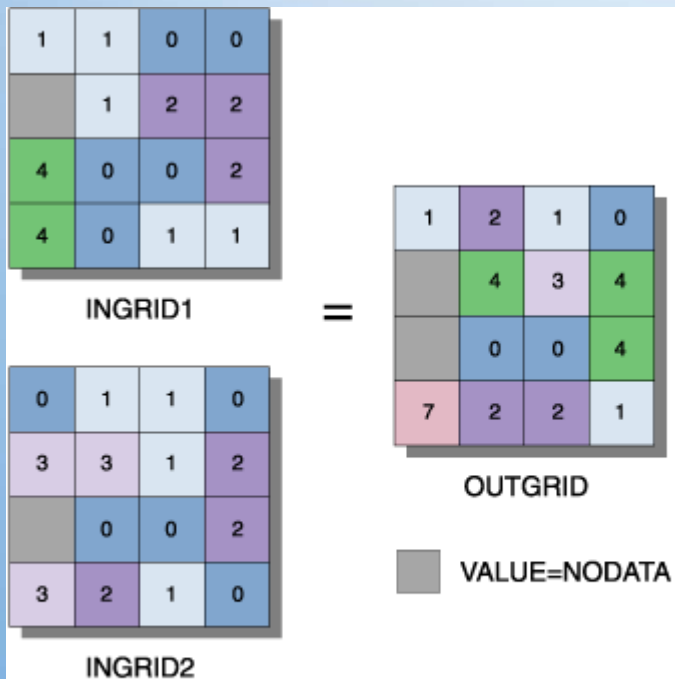 1 1 0 0
1 2 2
4 0 0 2
4 0 1 1
INGRID1
0 1 1 0
3 3 1 2
0 0 2
3 2 1 0
INGRID2
=
1 2 1 0
4 3 4
0 0 4
7 2 2 1
OUTGRID
VALUE=NODATA